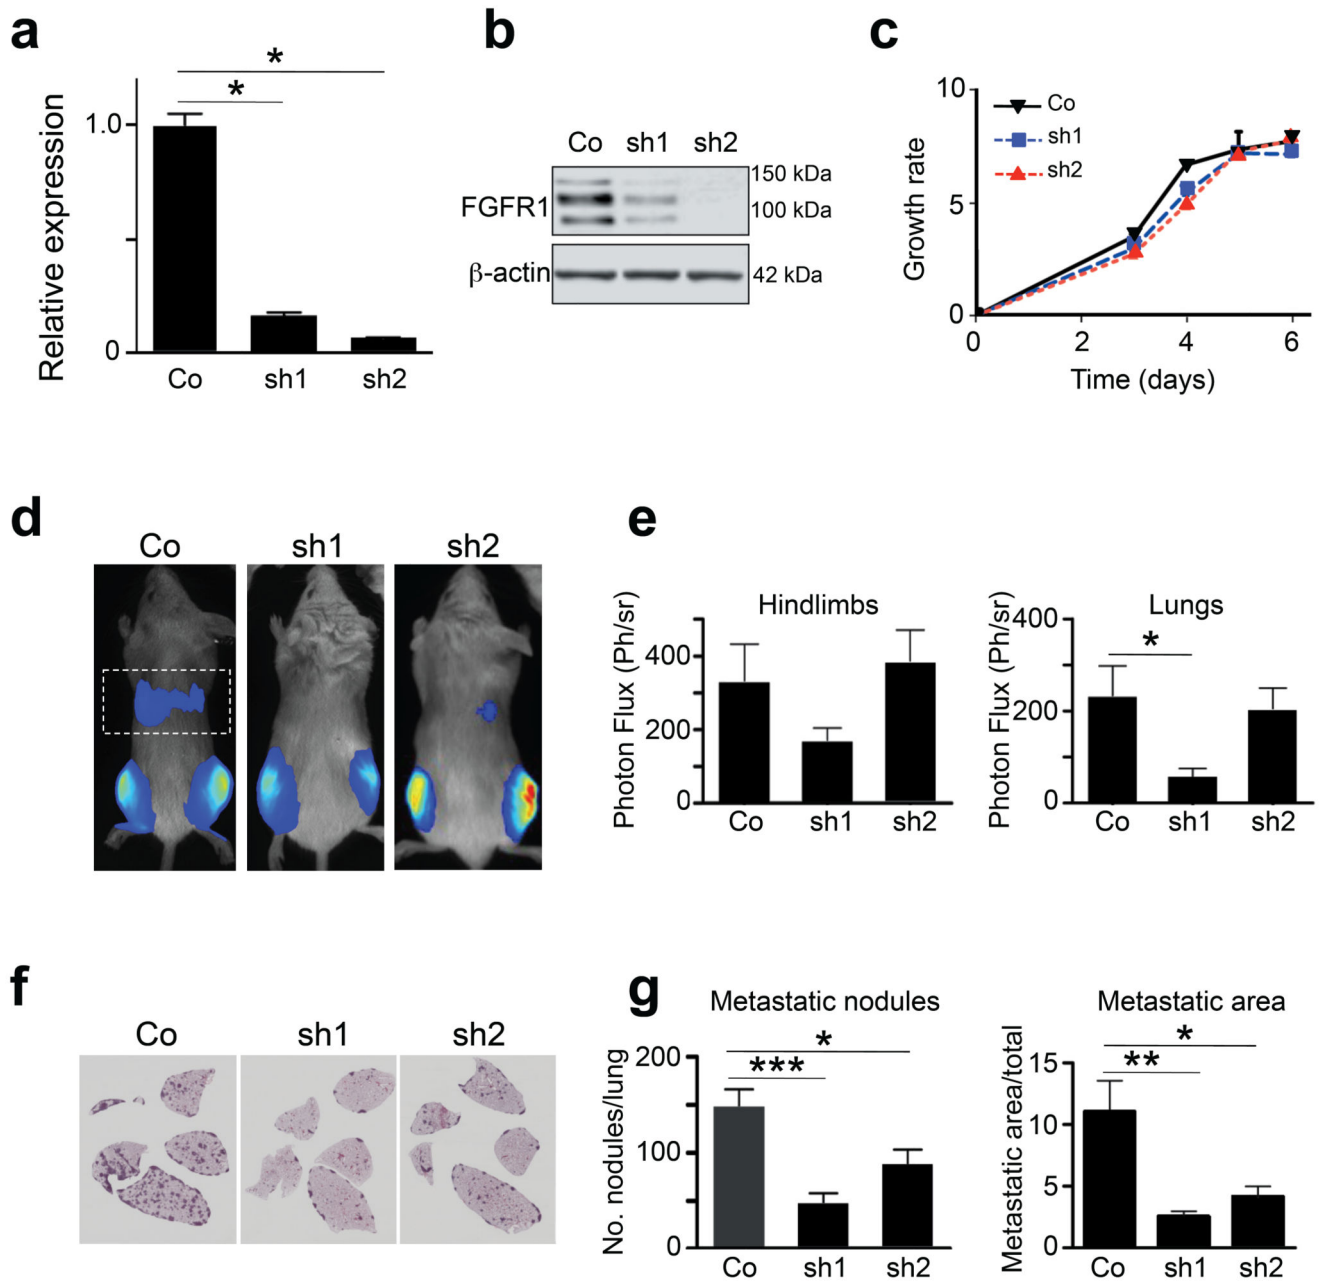 a
*
*
Relative expression
1.0
0
Co sh1 sh2
b
Co sh1 sh2
FGFR1
150 kDa
100 kDa
β-actin
42 kDa
c
Growth rate
10
5
0
Co
sh1
sh2
0 2 4 6
Time (days)
d
Co sh1 sh2
e
Hindlimbs
Photon Flux (Ph/sr)
400
200
0
Co sh1 sh2
Lungs
Photon Flux (Ph/sr)
400
200
0
*
Co sh1 sh2
f
Co sh1 sh2
g
Metastatic nodules
No. nodules/lung
200
100
0
*
***
Co sh1 sh2
Metastatic area
Metastatic area/total
15
10
5
0
*
**
Co sh1 sh2